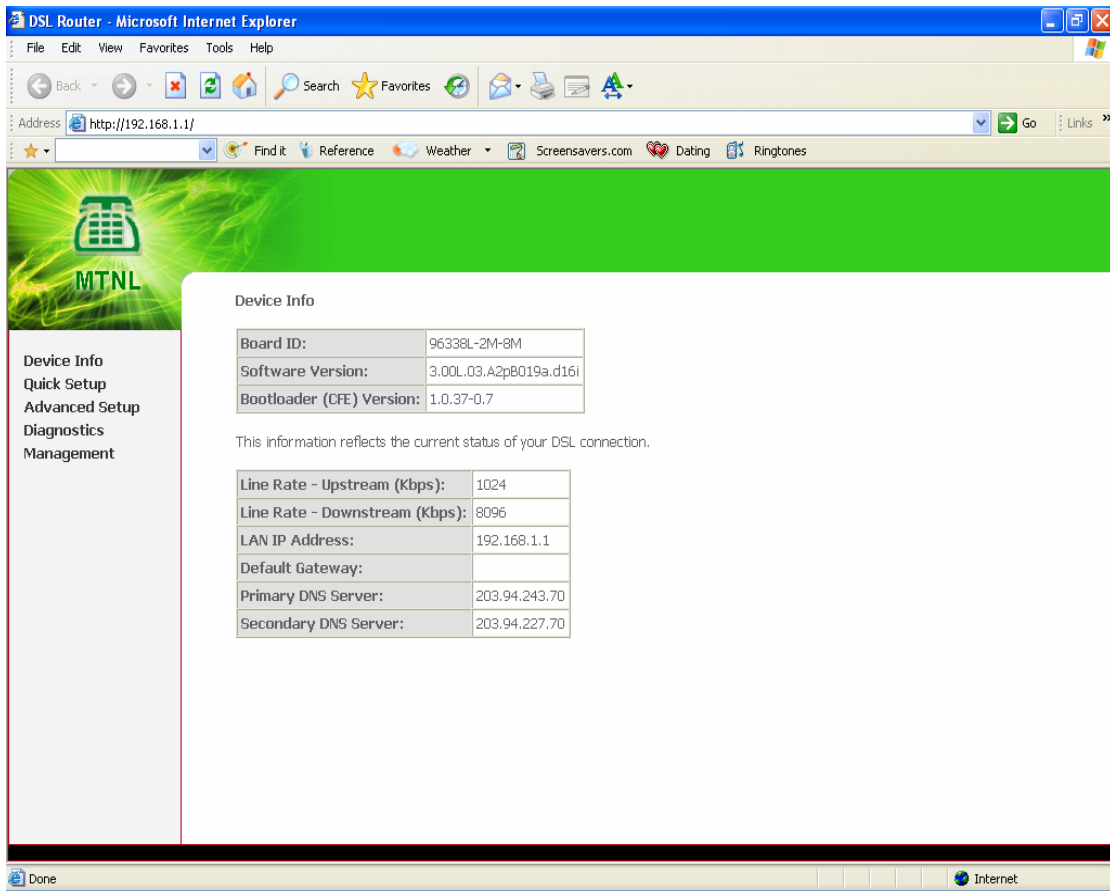 DSL Router - Microsoft Internet Explorer
File Edit View Favorites Tools Help
Back Search Favorites
Address http://192.168.1.1/ Go Links »
Find it Reference Weather Screensavers.com Dating Ringtones
MTNL
Device Info
Quick Setup
Advanced Setup
Diagnostics
Management
Device Info
Board ID: 96338L-2M-8M
Software Version: 3.00L.03.A2pB019a.d16i
Bootloader (CFE) Version: 1.0.37-0.7
This information reflects the current status of your DSL connection.
Line Rate - Upstream (Kbps): 1024
Line Rate - Downstream (Kbps): 8096
LAN IP Address: 192.168.1.1
Default Gateway:
Primary DNS Server: 203.94.243.70
Secondary DNS Server: 203.94.227.70
Done Internet